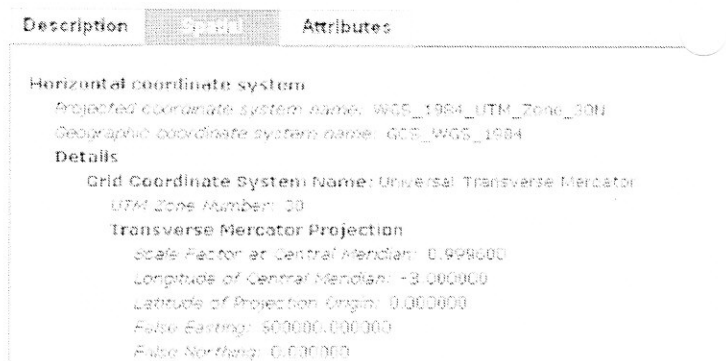 Description Spatial Attributes
Horizontal coordinate system
Projected coordinate system name: WGS_1984_UTM_Zone_30N
Geographic coordinate system name: GCS_WGS_1984
Details
Grid Coordinate System Name: Universal Transverse Mercator
UTM Zone Number: 30
Transverse Mercator Projection
Scale Factor at Central Meridian: 0.999600
Longitude of Central Meridian: -3.000000
Latitude of Projection Origin: 0.000000
False Easting: 500000.000000
False Northing: 0.000000